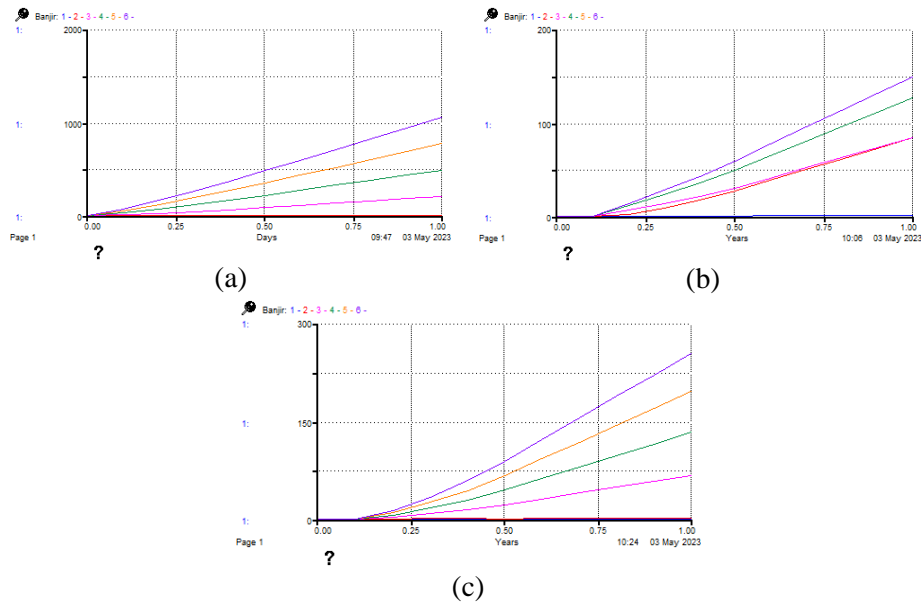 Banjir: 1 - 2 - 3 - 4 - 5 - 6 -
1: 2000
1: 1000
1: 0
0.00 0.25 0.50 0.75 1.00
Page 1 Days 09:47 03 May 2023
?
(a)
Banjir: 1 - 2 - 3 - 4 - 5 - 6 -
1: 200
1: 100
1: 0
0.00 0.25 0.50 0.75 1.00
Page 1 Years 10:06 03 May 2023
?
(b)
Banjir: 1 - 2 - 3 - 4 - 5 - 6 -
1: 300
1: 150
1: 0
0.00 0.25 0.50 0.75 1.00
Page 1 Years 10:24 03 May 2023
?
(c)